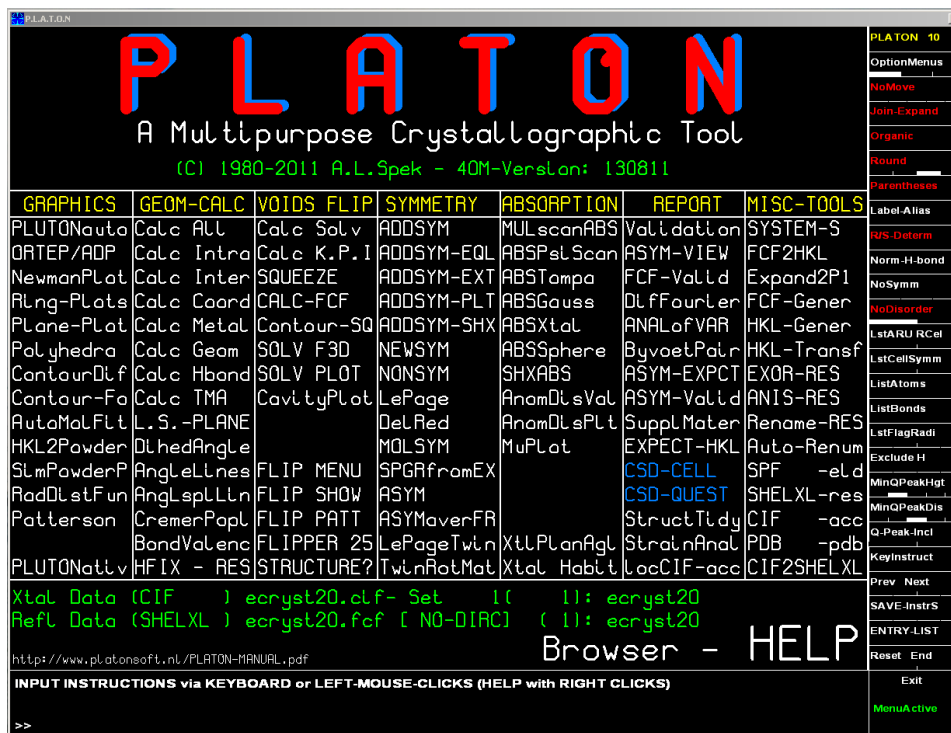 P.L.A.T.O.N
PLATON
A Multipurpose Crystallographic Tool
(C) 1980-2011 A.L.Spek - 40M-Version: 130811
GRAPHICS GEOM-CALC VOIDS FLIP SYMMETRY ABSORPTION REPORT MISC-TOOLS
PLUTONauto Calc All Calc Solv ADDSYM MULscanABS Validation SYSTEM-S
ORTEP/ADP Calc Intra Calc K.P.I ADDSYM-EQL ABSPsiScan ASYM-VIEW FCF2HKL
NewmanPlot Calc Inter SQUEEZE ADDSYM-EXT ABSTompa FCF-Valid Expand2P1
Ring-Plots Calc Coord CALC-FCF ADDSYM-PLT ABSGauss DifFourier FCF-Gener
Plane-Plot Calc Metal Contour-SQ ADDSYM-SHX ABSXtal ANALofVAR HKL-Gener
Polyhedra Calc Geom SOLV F3D NEWSYM ABSSphere ByvoetPair HKL-Transf
ContourDif Calc Hbond SOLV PLOT NONSYM SHXABS ASYM-EXPCT EXOR-RES
Contour-Fo Calc TMA CavityPlot LePage AnomDisVal ASYM-Valid ANIS-RES
AutoMolFit L.S.-PLANE DelRed AnomDisPlt SupplMater Rename-RES
HKL2Powder DihedAngle MOLSYM MuPlot EXPECT-HKL Auto-Renum
SimPowderP AngleLines FLIP MENU SPGRfromEX CSD-CELL SPF -eld
RadDistFun AngLsplLin FLIP SHOW ASYM CSD-QUEST SHELXL-res
Patterson CremerPopl FLIP PATT ASYMaverFR StructTidy CIF -acc
BondValenc FLIPPER 25 LePageTwin XtlPlanAgl StrainAnal PDB -pdb
PLUTONativ HFIX - RES STRUCTURE? TwinRotMat Xtal Habit locCIF-acc CIF2SHELXL
Xtal Data (CIF ) ecryst20.cif- Set 1( 1): ecryst20
Refl Data (SHELXL ) ecryst20.fcf [ NO-DIRC] ( 1): ecryst20
Browser - HELP
http://www.platonsoft.nl/PLATON-MANUAL.pdf
INPUT INSTRUCTIONS via KEYBOARD or LEFT-MOUSE-CLICKS (HELP with RIGHT CLICKS)
>>
PLATON 10
OptionMenus
NoMove
Join-Expand
Organic
Round
Parentheses
Label-Alias
R/S-Determ
Norm-H-bond
NoSymm
NoDisorder
LstARU RCel
LstCellSymm
ListAtoms
ListBonds
LstFlagRadi
Exclude H
MinQPeakHgt
MinQPeakDis
Q-Peak-Incl
KeyInstruct
Prev Next
SAVE-InstrS
ENTRY-LIST
Reset End
Exit
MenuActive